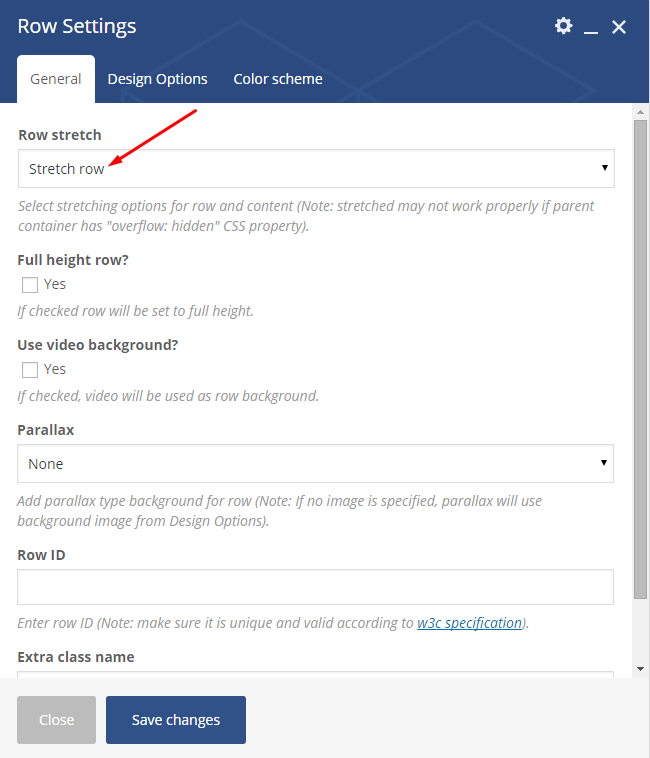 Row Settings
General
Design Options
Color scheme
Row stretch
Stretch row
Select stretching options for row and content (Note: stretched may not work properly if parent
container has "overflow: hidden" CSS property).
Full height row?
Yes
If checked row will be set to full height.
Use video background?
Yes
If checked, video will be used as row background.
Parallax
None
Add parallax type background for row (Note: If no image is specified, parallax will use
background image from Design Options).
Row ID
Enter row ID (Note: make sure it is unique and valid according to w3c specification).
Extra class name
Close
Save changes